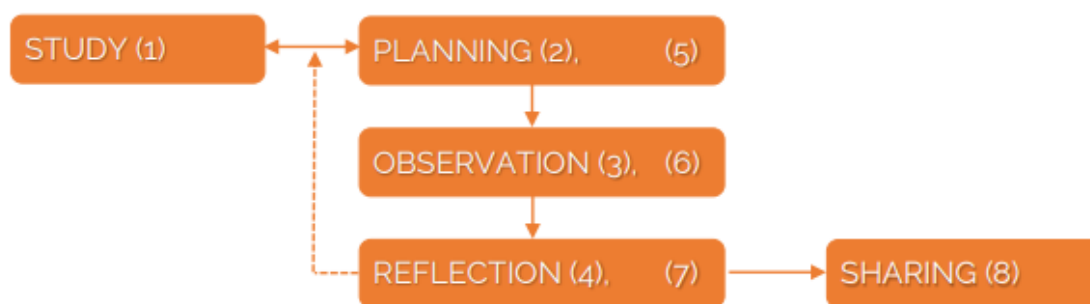 STUDY (1)
PLANNING (2), (5)
OBSERVATION (3), (6)
REFLECTION (4), (7)
SHARING (8)